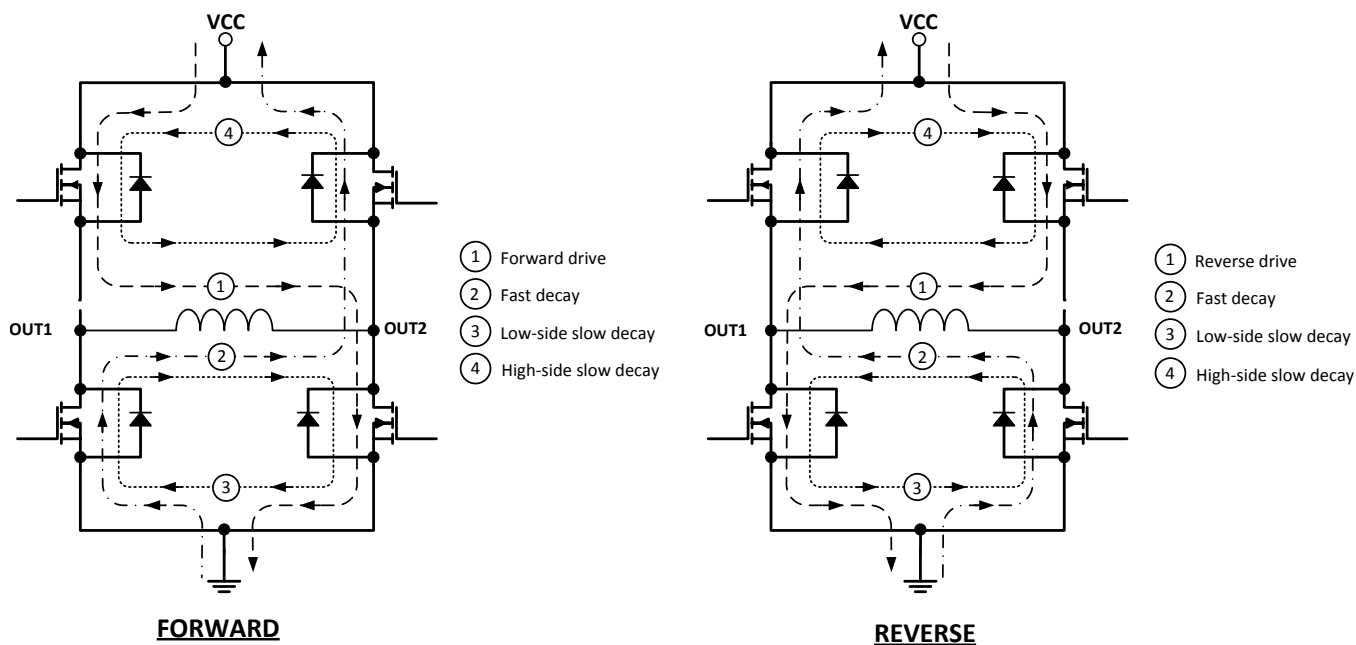 VCC
4
1
OUT1
OUT2
2
3
1 Forward drive
2 Fast decay
3 Low-side slow decay
4 High-side slow decay
FORWARD
VCC
4
1
OUT1
OUT2
2
3
1 Reverse drive
2 Fast decay
3 Low-side slow decay
4 High-side slow decay
REVERSE